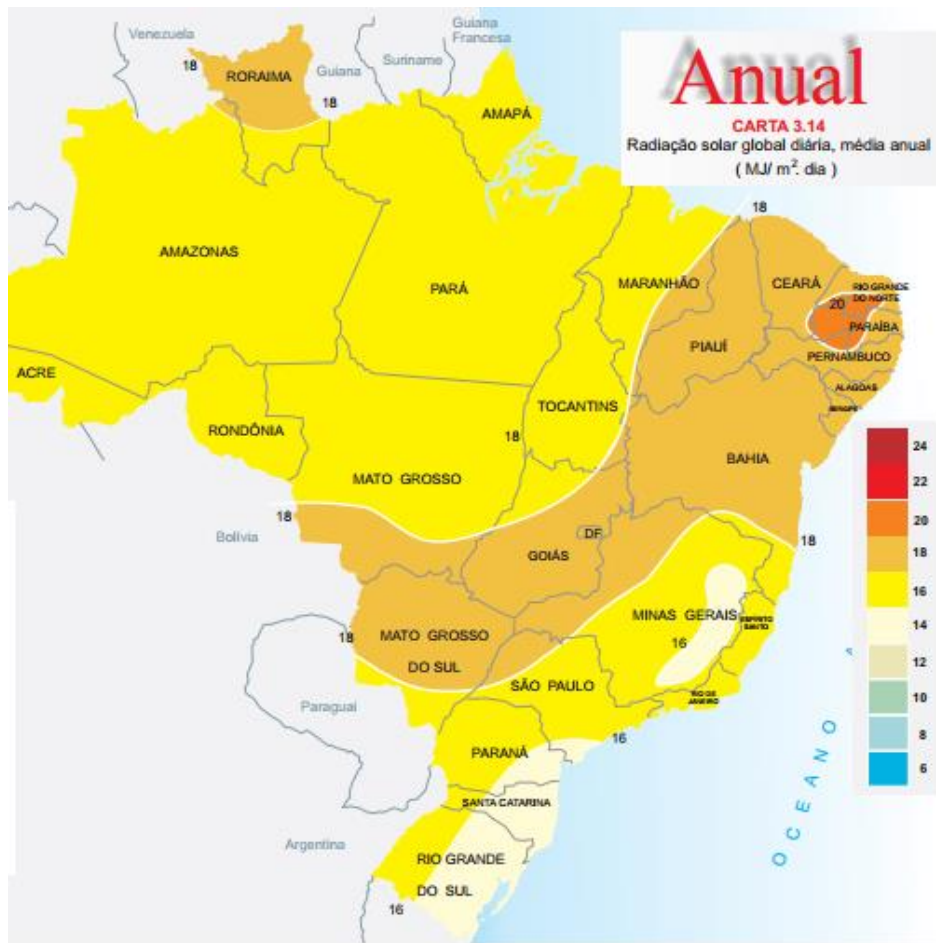 Anual
CARTA 3.14
Radiação solar global diária, média anual
( MJ/ m². dia )
Venezuela
Guiana
Francesa
Suriname
Guiana
18
RORAIMA
18
AMAPÁ
18
AMAZONAS
PARÁ
MARANHÃO
CEARÁ
RIO GRANDE
DO NORTE
20
PARAÍBA
PIAUÍ
PERNAMBUCO
ACRE
ALAGOAS
TOCANTINS
SERGIPE
RONDÔNIA
18
BAHIA
MATO GROSSO
18
Bolívia
DF
18
GOIÁS
MINAS GERAIS
ESPÍRITO
SANTO
18
MATO GROSSO
DO SUL
16
SÃO PAULO
RIO DE
JANEIRO
Paraguai
16
PARANÁ
SANTA CATARINA
Argentina
RIO GRANDE
DO SUL
16
24
22
20
18
16
14
12
10
8
6
OCEANO A